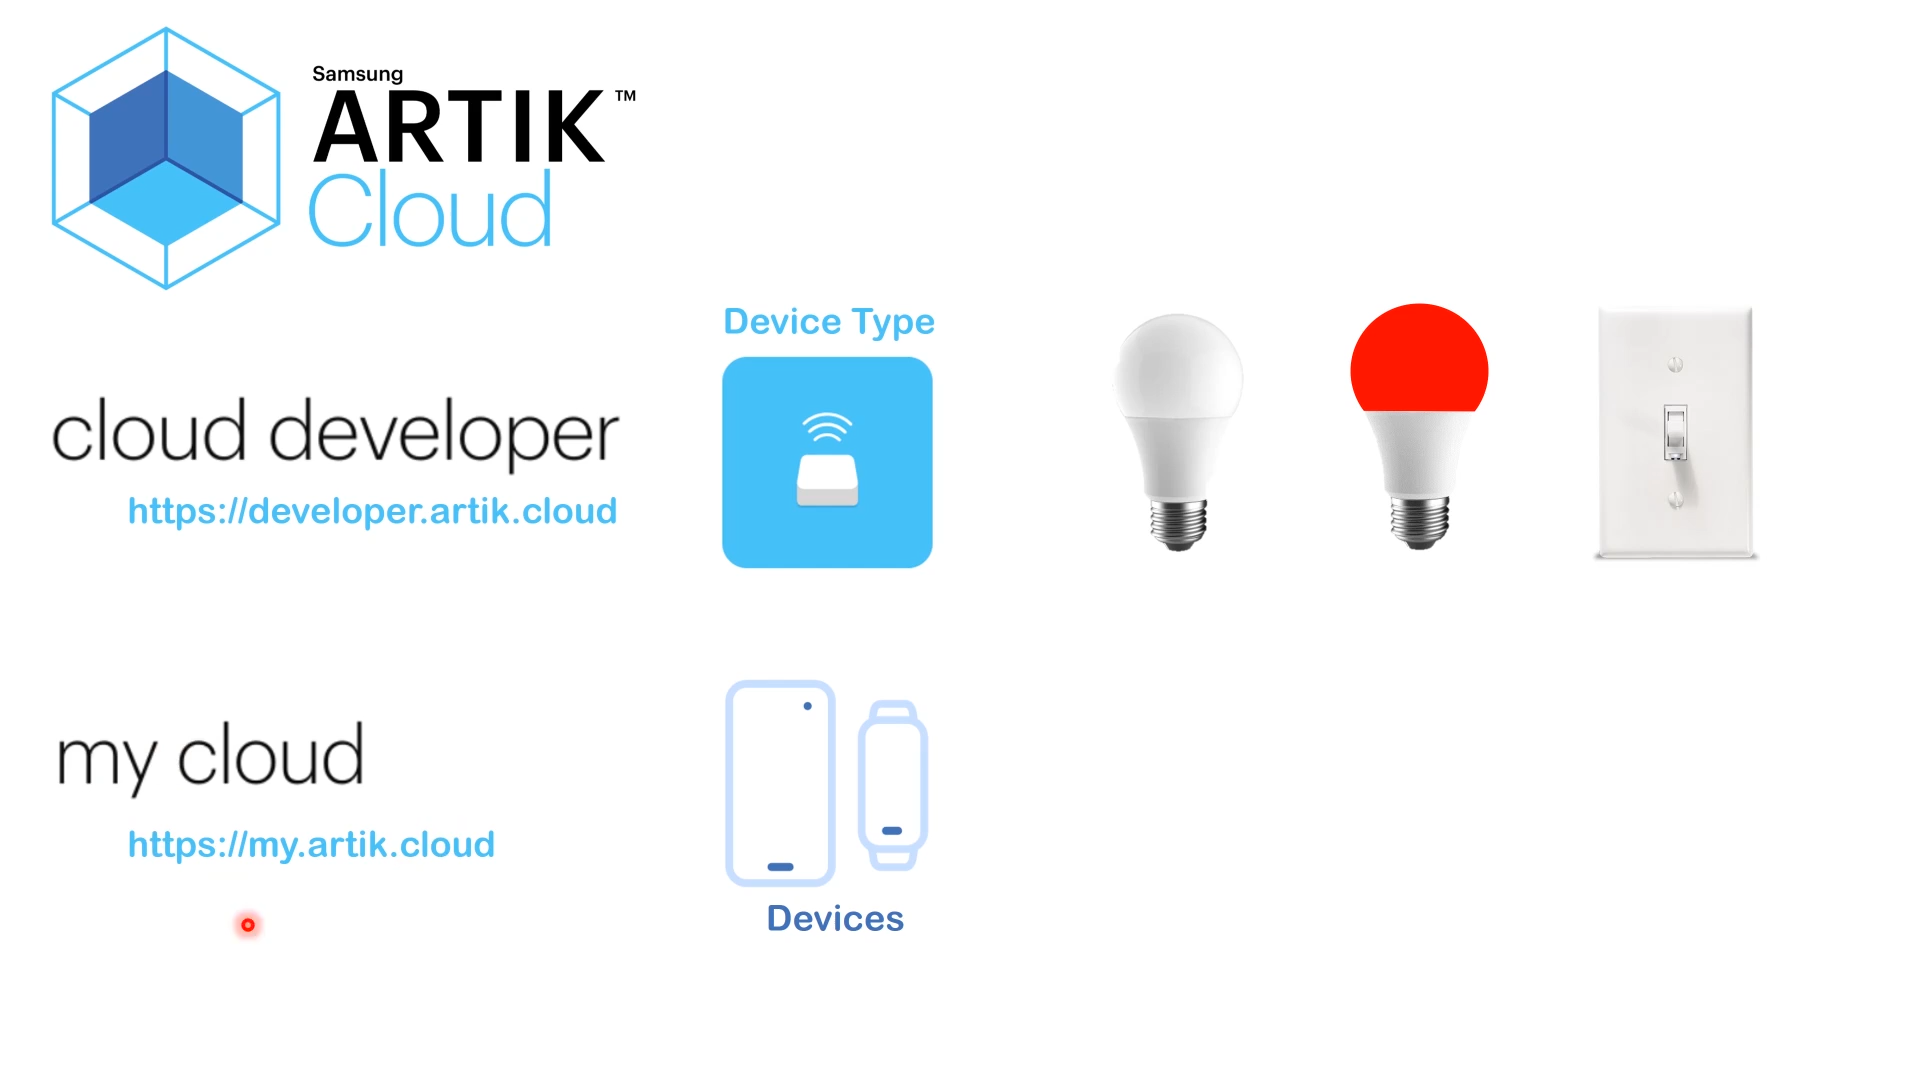 Samsung
ARTIK™
Cloud
Device Type
cloud developer
https://developer.artik.cloud
my cloud
https://my.artik.cloud
Devices